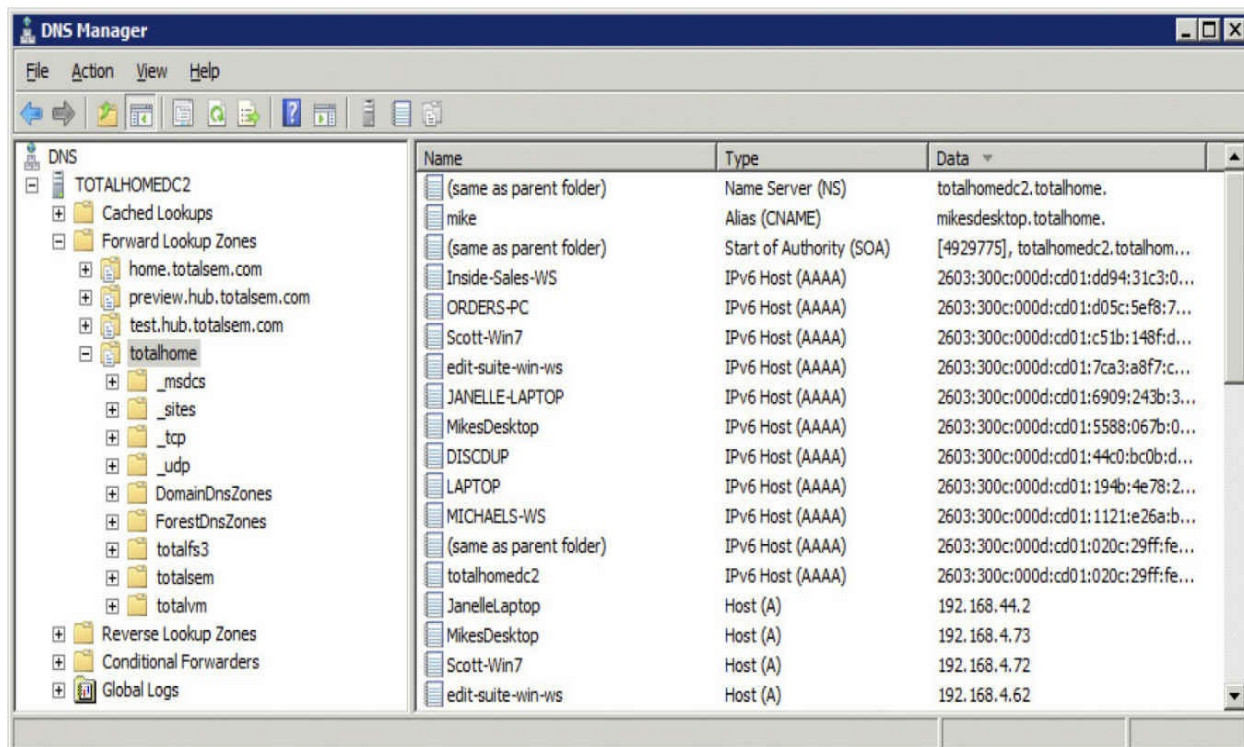 DNS Manager
File Action View Help
DNS
TOTALHOMEDC2
Cached Lookups
Forward Lookup Zones
home.totalsem.com
preview.hub.totalsem.com
test.hub.totalsem.com
totalhome
_msdcs
_sites
_tcp
_udp
DomainDnsZones
ForestDnsZones
totalfs3
totalsem
totalvm
Reverse Lookup Zones
Conditional Forwarders
Global Logs
Name Type Data
(same as parent folder) Name Server (NS) totalhomedc2.totalhome.
mike Alias (CNAME) mikesdesktop.totalhome.
(same as parent folder) Start of Authority (SOA) [4929775], totalhomedc2.totalhom...
Inside-Sales-WS IPv6 Host (AAAA) 2603:300c:000d:cd01:dd94:31c3:0...
ORDERS-PC IPv6 Host (AAAA) 2603:300c:000d:cd01:d05c:5ef8:7...
Scott-Win7 IPv6 Host (AAAA) 2603:300c:000d:cd01:c51b:148f:d...
edit-suite-win-ws IPv6 Host (AAAA) 2603:300c:000d:cd01:7ca3:a8f7:c...
JANELLE-LAPTOP IPv6 Host (AAAA) 2603:300c:000d:cd01:6909:243b:3...
MikesDesktop IPv6 Host (AAAA) 2603:300c:000d:cd01:5588:067b:0...
DISCDUP IPv6 Host (AAAA) 2603:300c:000d:cd01:44c0:bc0b:d...
LAPTOP IPv6 Host (AAAA) 2603:300c:000d:cd01:194b:4e78:2...
MICHAELS-WS IPv6 Host (AAAA) 2603:300c:000d:cd01:1121:e26a:b...
(same as parent folder) IPv6 Host (AAAA) 2603:300c:000d:cd01:020c:29ff:fe...
totalhomedc2 IPv6 Host (AAAA) 2603:300c:000d:cd01:020c:29ff:fe...
JanelleLaptop Host (A) 192.168.44.2
MikesDesktop Host (A) 192.168.4.73
Scott-Win7 Host (A) 192.168.4.72
edit-suite-win-ws Host (A) 192.168.4.62